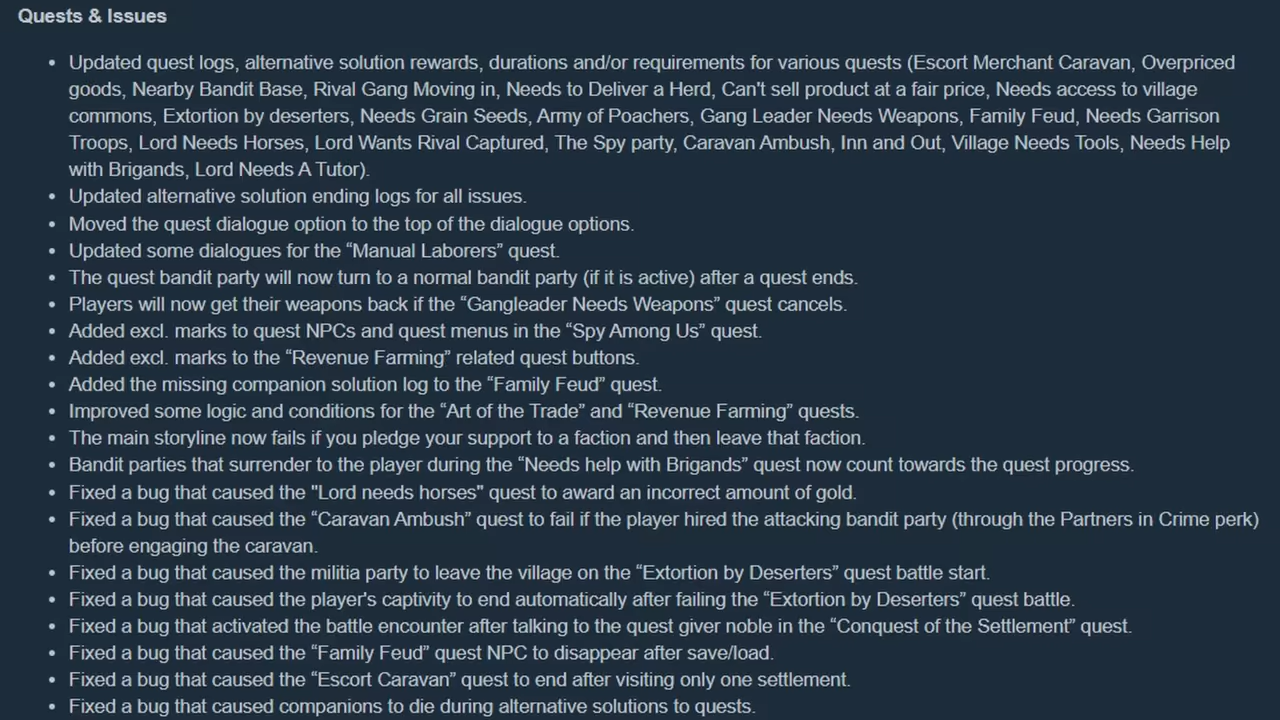 Quests & Issues
• Updated quest logs, alternative solution rewards, durations and/or requirements for various quests (Escort Merchant Caravan, Overpriced
goods, Nearby Bandit Base, Rival Gang Moving in, Needs to Deliver a Herd, Can't sell product at a fair price, Needs access to village
commons, Extortion by deserters, Needs Grain Seeds, Army of Poachers, Gang Leader Needs Weapons, Family Feud, Needs Garrison
Troops, Lord Needs Horses, Lord Wants Rival Captured, The Spy party, Caravan Ambush, Inn and Out, Village Needs Tools, Needs Help
with Brigands, Lord Needs A Tutor).
• Updated alternative solution ending logs for all issues.
• Moved the quest dialogue option to the top of the dialogue options.
• Updated some dialogues for the “Manual Laborers” quest.
• The quest bandit party will now turn to a normal bandit party (if it is active) after a quest ends.
• Players will now get their weapons back if the “Gangleader Needs Weapons” quest cancels.
• Added excl. marks to quest NPCs and quest menus in the “Spy Among Us” quest.
• Added excl. marks to the “Revenue Farming” related quest buttons.
• Added the missing companion solution log to the “Family Feud” quest.
• Improved some logic and conditions for the “Art of the Trade” and “Revenue Farming” quests.
• The main storyline now fails if you pledge your support to a faction and then leave that faction.
• Bandit parties that surrender to the player during the “Needs help with Brigands” quest now count towards the quest progress.
• Fixed a bug that caused the "Lord needs horses" quest to award an incorrect amount of gold.
• Fixed a bug that caused the “Caravan Ambush” quest to fail if the player hired the attacking bandit party (through the Partners in Crime perk)
before engaging the caravan.
• Fixed a bug that caused the militia party to leave the village on the “Extortion by Deserters” quest battle start.
• Fixed a bug that caused the player's captivity to end automatically after failing the “Extortion by Deserters” quest battle.
• Fixed a bug that activated the battle encounter after talking to the quest giver noble in the “Conquest of the Settlement” quest.
• Fixed a bug that caused the “Family Feud” quest NPC to disappear after save/load.
• Fixed a bug that caused the “Escort Caravan” quest to end after visiting only one settlement.
• Fixed a bug that caused companions to die during alternative solutions to quests.